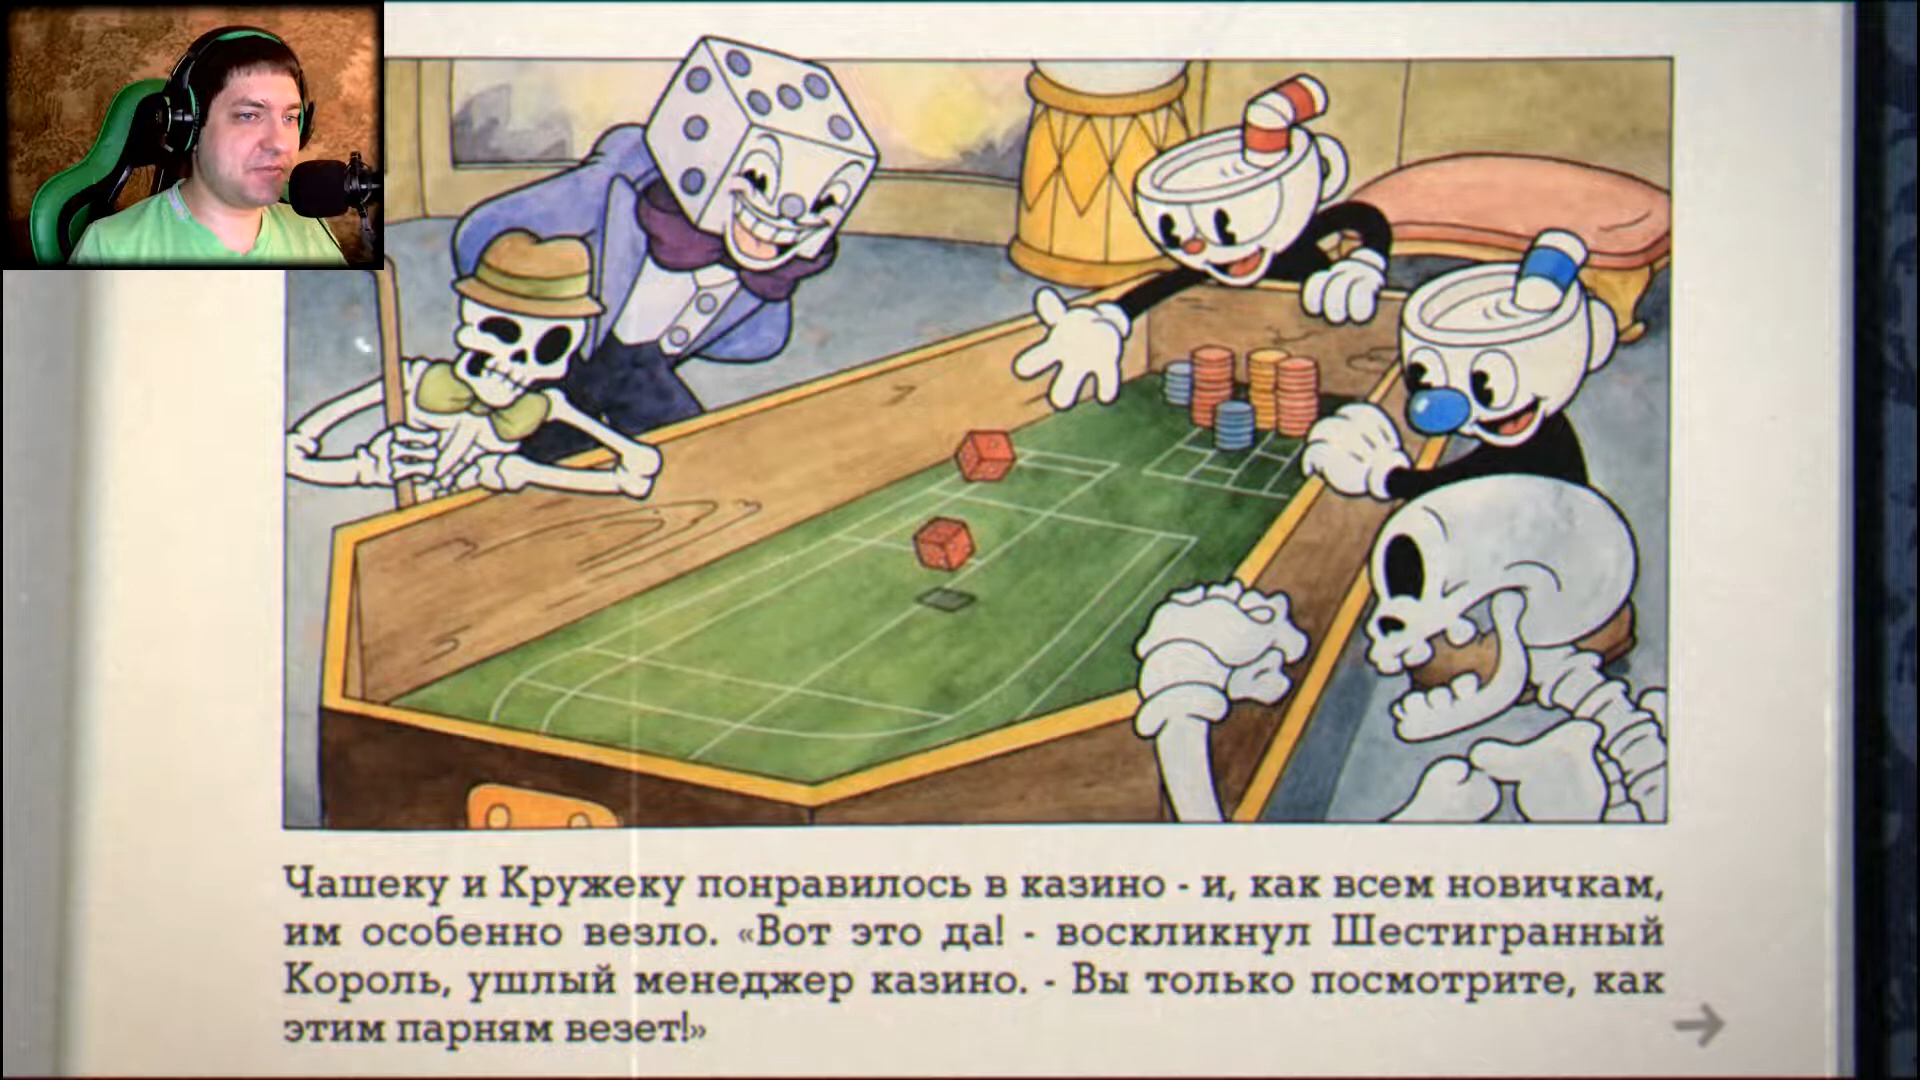 Чашеку и Кружеку понравилось в казино - и, как всем новичкам,
им особенно везло. «Вот это да! - воскликнул Шестигранный
Король, ушлый менеджер казино. - Вы только посмотрите, как
этим парням везет!»